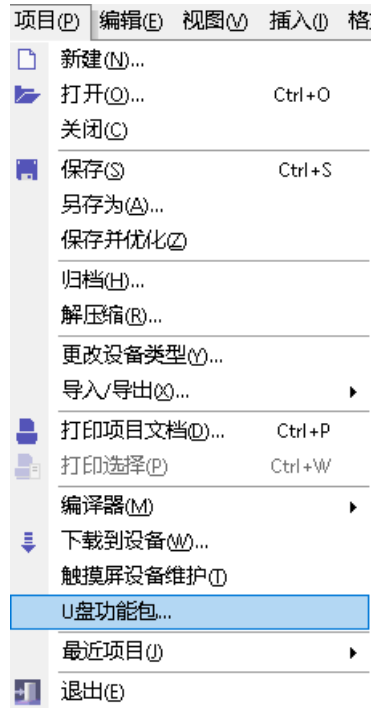 项目(P) 编辑(E) 视图(V) 插入(I)
新建(N)...
打开(O)... Ctrl+O
关闭(C)
保存(S) Ctrl+S
另存为(A)...
保存并优化(Z)
归档(H)...
解压缩(R)...
更改设备类型(Y)...
导入/导出(X)...
打印项目文档(D)... Ctrl+P
打印选择(P) Ctrl+W
编译器(M)
下载到设备(W)...
触摸屏设备维护(T)
U盘功能包...
最近项目(J)
退出(E)